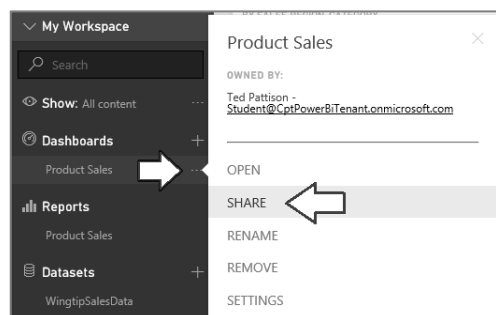 My Workspace
Search
Show: All content
Dashboards
Product Sales
Reports
Product Sales
Datasets
WingtipSalesData
Product Sales
OWNED BY:
Ted Pattison -
Student@CptPowerBiTenant.onmicrosoft.com
OPEN
SHARE
RENAME
REMOVE
SETTINGS